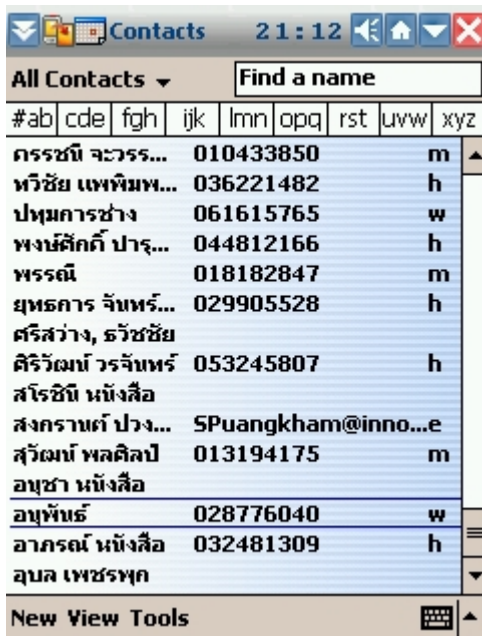 Contacts 21:12
All Contacts Find a name
#ab cde fgh ijk lmn opq rst uvw xyz
กรรชนี จะวรร... 010433850 m
ทวีชัย แพพิมพ... 036221482 h
ปทุมการช่าง 061615765 w
พงษ์ศักดิ์ ปารุ... 044812166 h
พรรณี 018182847 m
ยุทธการ จันทร์... 029905528 h
ศรีสว่าง, ธวัชชัย
ศิริวัฒน์ วรจันทร์ 053245807 h
สโรชินี หนังสือ
สงกรานต์ ปวง... SPuangkham@inno...e
สุวัฒน์ พลศิลป์ 013194175 m
อนุชา หนังสือ
อนุพันธ์ 028776040 w
อาภรณ์ หนังสือ 032481309 h
อุบล เพชรพฤก
New View Tools